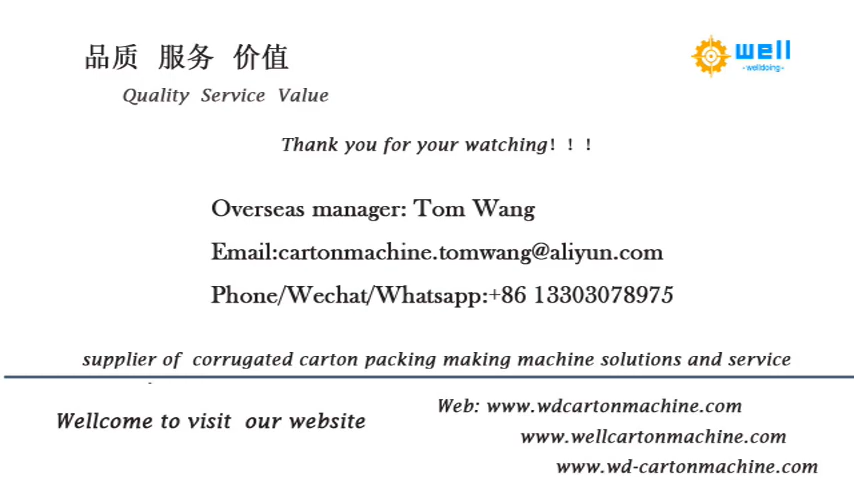 品质 服务 价值
well
-welldoing-
Quality Service Value
Thank you for your watching！！！
Overseas manager: Tom Wang
Email:cartonmachine.tomwang@aliyun.com
Phone/Wechat/Whatsapp:+86 13303078975
supplier of corrugated carton packing making machine solutions and service
Wellcome to visit our website
Web: www.wdcartonmachine.com
www.wellcartonmachine.com
www.wd-cartonmachine.com